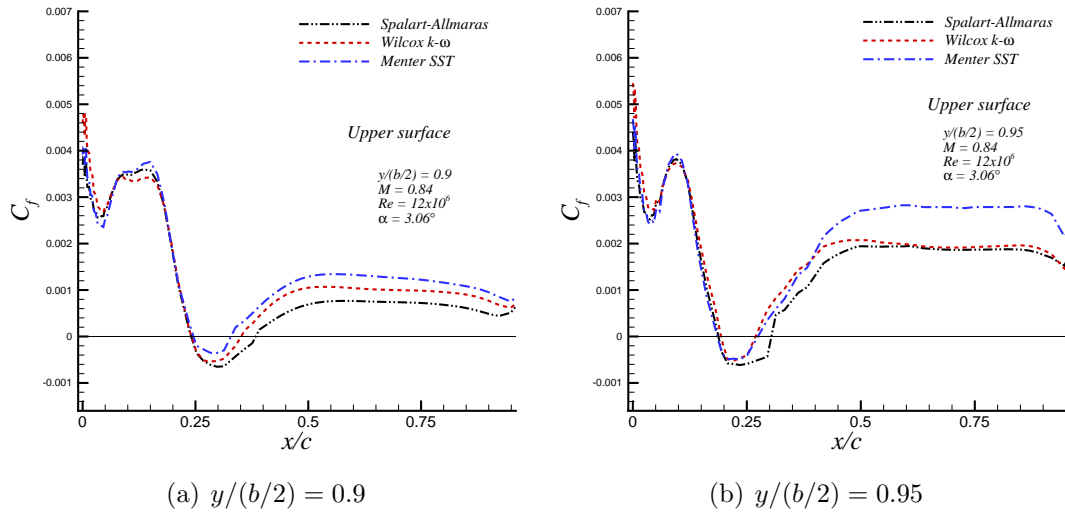 0.007
0.006
0.005
0.004
0.003
0.002
0.001
0
-0.001
C_f
Spalart-Allmaras
Wilcox k-ω
Menter SST
Upper surface
y/(b/2) = 0.9
M = 0.84
Re = 12x10⁶
α = 3.06°
0 0.25 0.5 0.75
x/c
(a) y/(b/2) = 0.9
0.007
0.006
0.005
0.004
0.003
0.002
0.001
0
-0.001
C_f
Spalart-Allmaras
Wilcox k-ω
Menter SST
Upper surface
y/(b/2) = 0.95
M = 0.84
Re = 12x10⁶
α = 3.06°
0 0.25 0.5 0.75
x/c
(b) y/(b/2) = 0.95